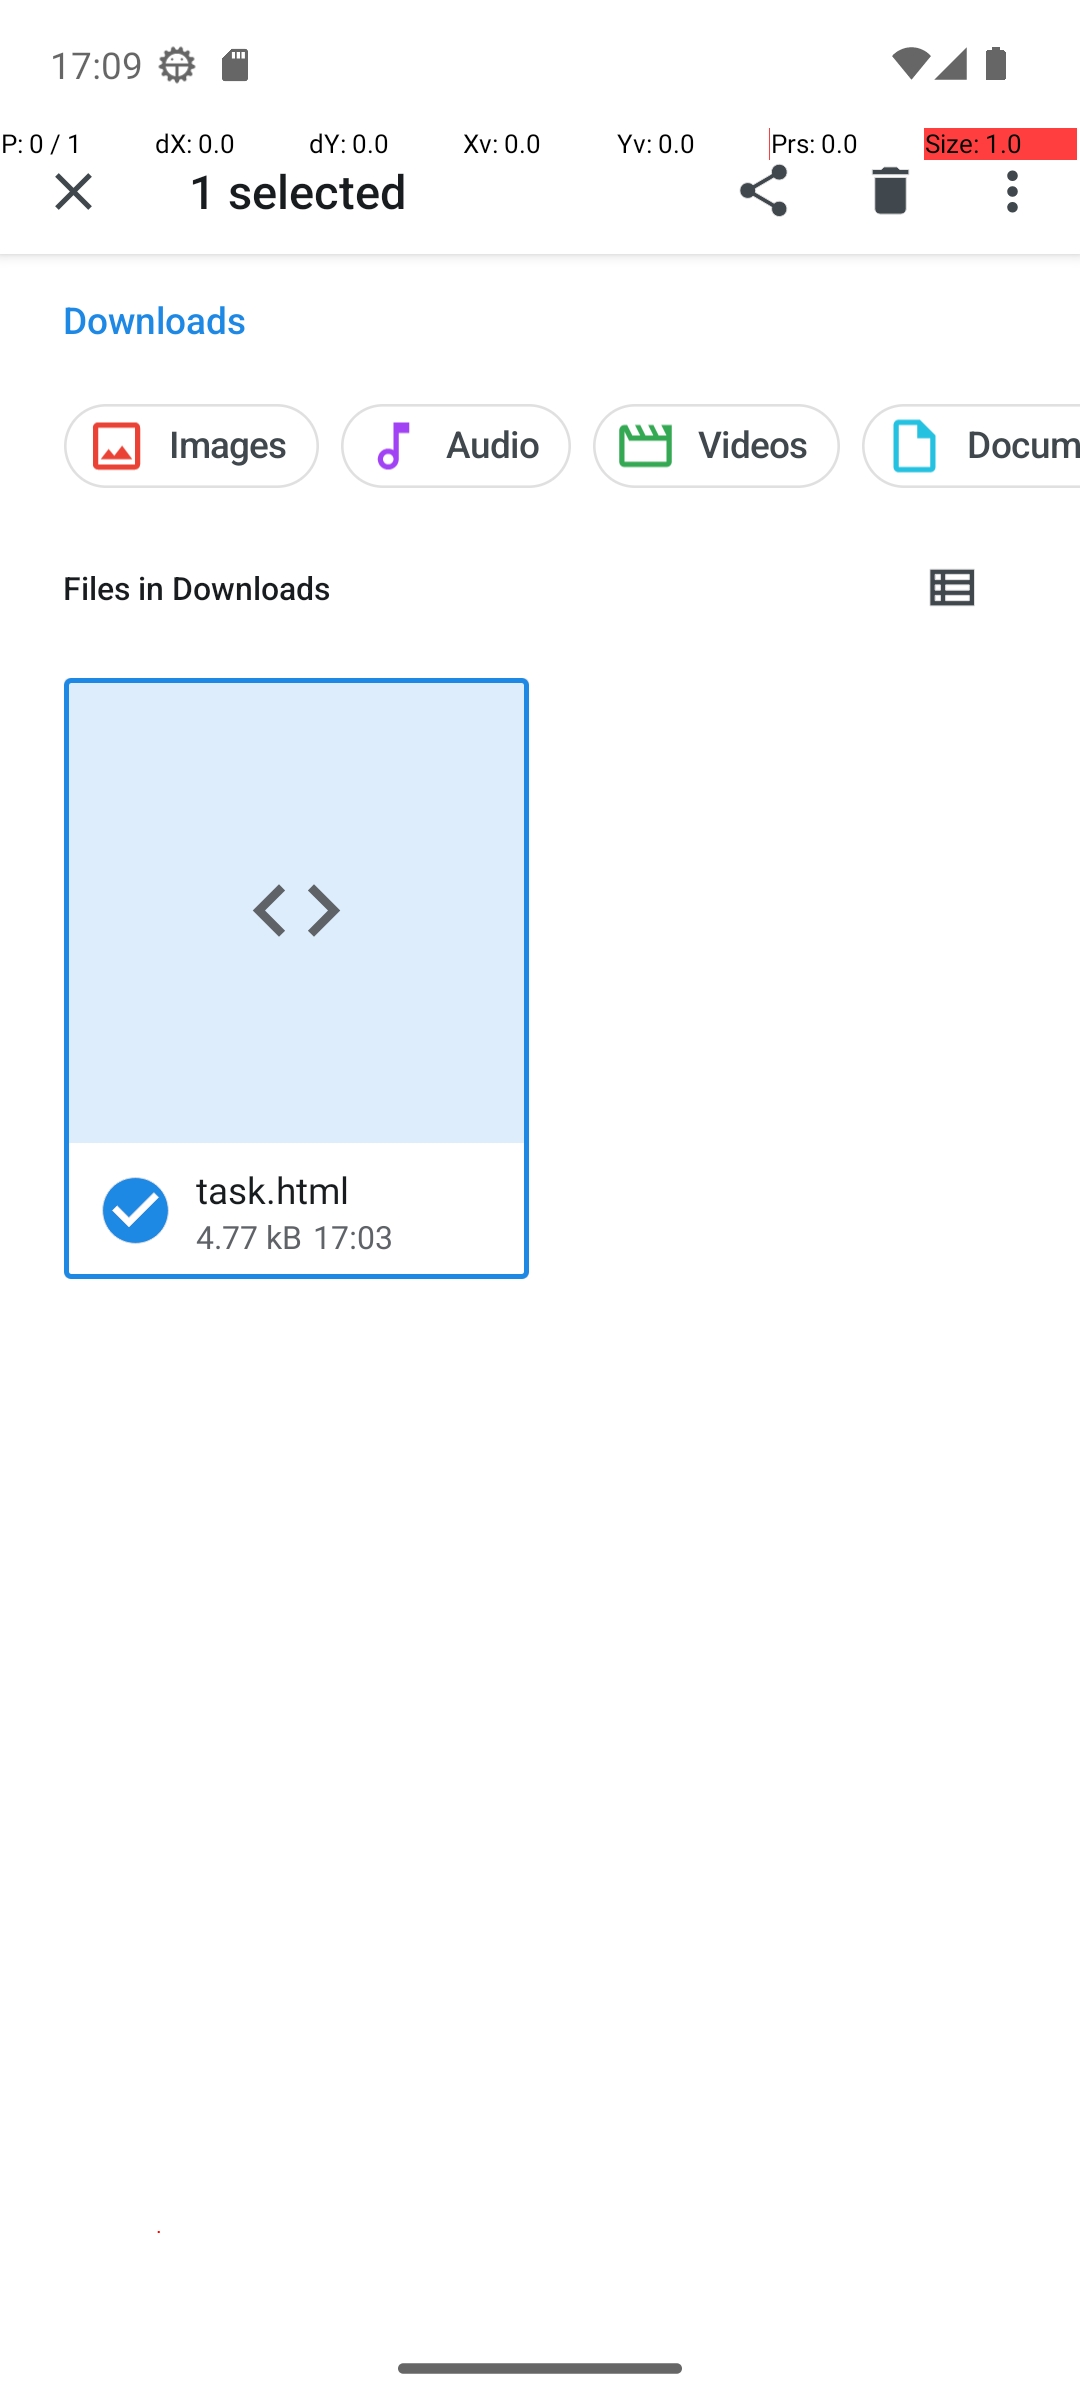 17:09
P: 0 / 1 dX: 0.0 dY: 0.0 Xv: 0.0 Yv: 0.0 Prs: 0.0 Size: 1.0
1 selected
Downloads
Images Audio Videos Docum
Files in Downloads
task.html
4.77 kB 17:03